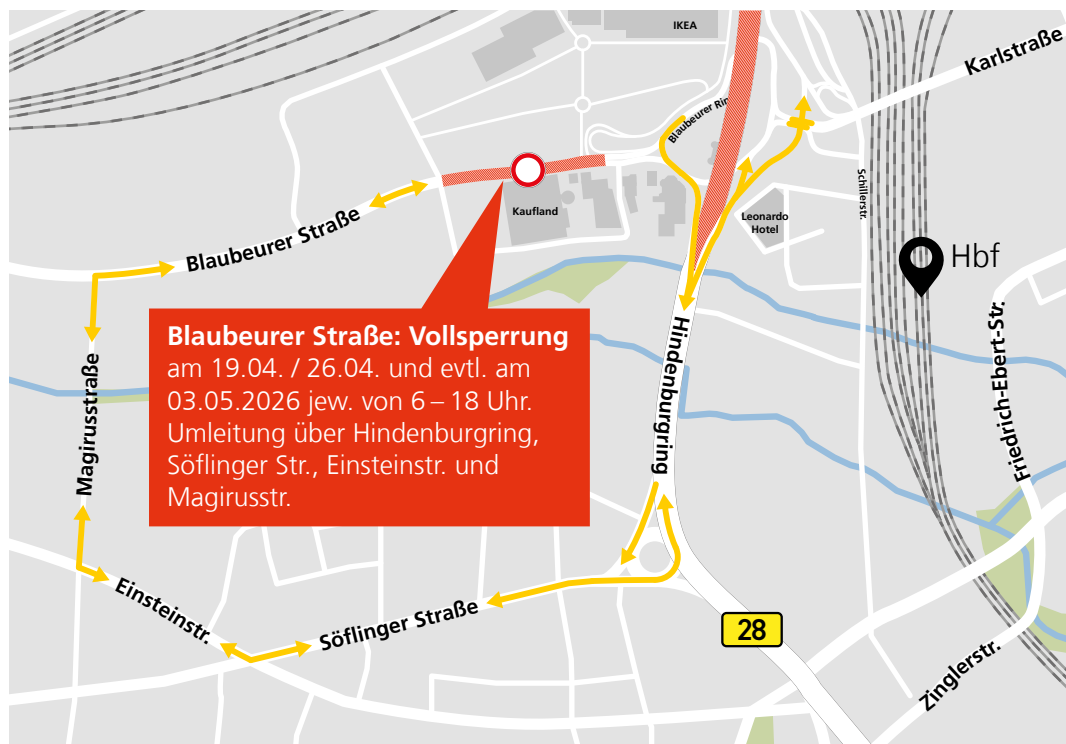 IKEA
Karlstraße
Blaubeurer Rin
Kaufland
Schillerstr.
Leonardo
Hotel
Blaubeurer Straße
Hbf
Blaubeurer Straße: Vollsperrung
am 19.04. / 26.04. und evtl. am
03.05.2026 jew. von 6 – 18 Uhr.
Umleitung über Hindenburgring,
Söflinger Str., Einsteinstr. und
Magirusstr.
Magirusstraße
Hindenburgring
Friedrich-Ebert-Str.
Einsteinstr.
Söflinger Straße
28
Zinglerstr.